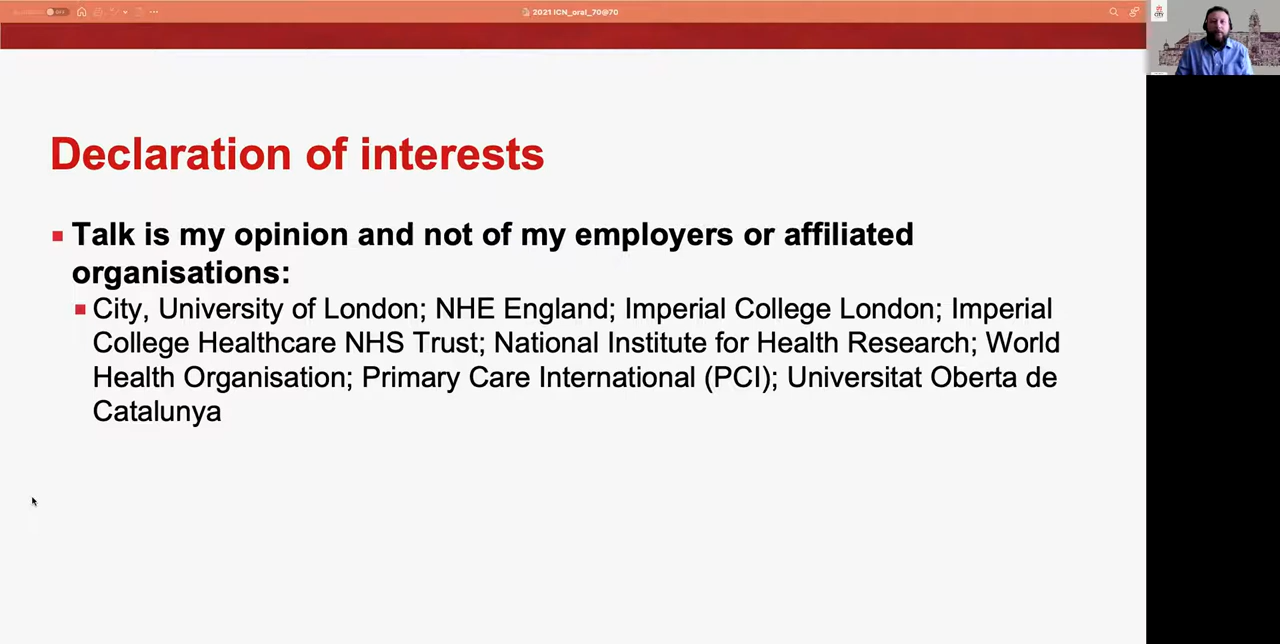 OFF
2021 ICN_oral_70@70
CITY
Declaration of interests
Talk is my opinion and not of my employers or affiliated
organisations:
City, University of London; NHE England; Imperial College London; Imperial
College Healthcare NHS Trust; National Institute for Health Research; World
Health Organisation; Primary Care International (PCI); Universitat Oberta de
Catalunya